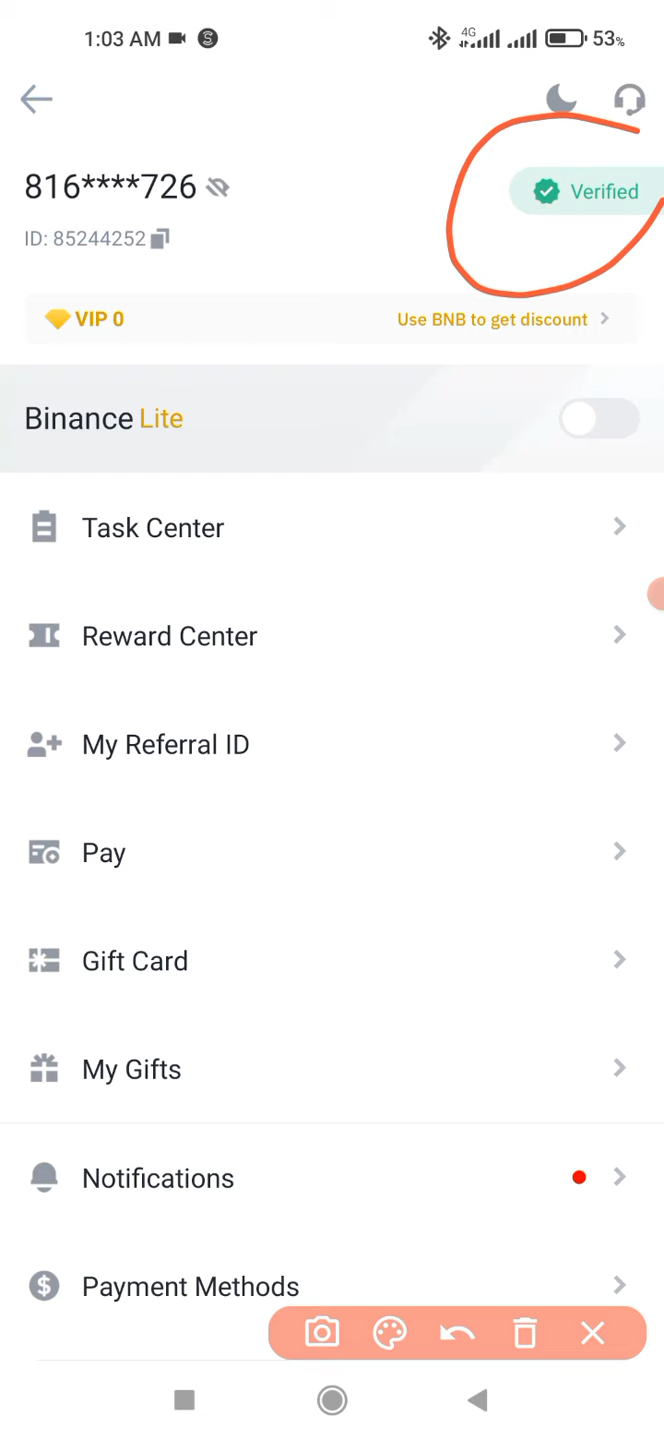 1:03 AM
4G
53%
816****726
Verified
ID: 85244252
VIP 0
Use BNB to get discount
Binance Lite
Task Center
Reward Center
My Referral ID
Pay
Gift Card
My Gifts
Notifications
Payment Methods